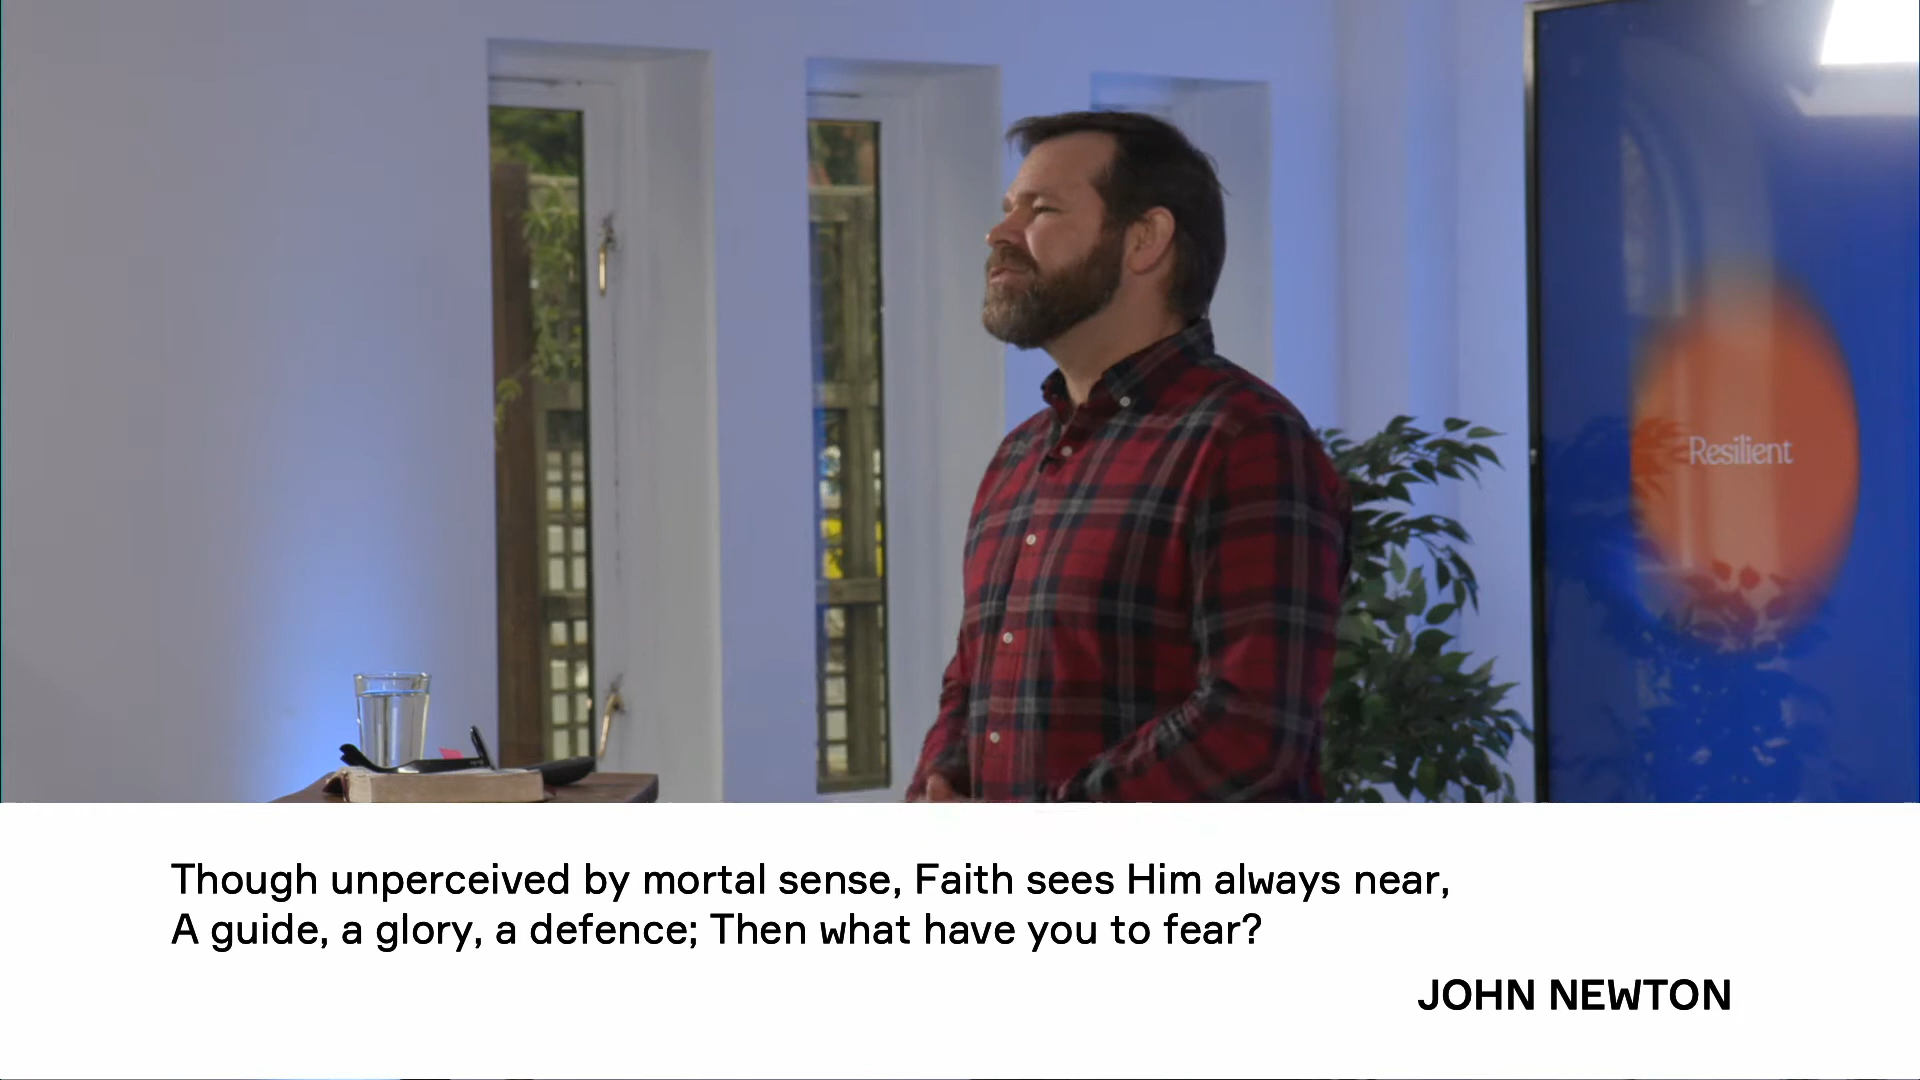 Resilient
Though unperceived by mortal sense, Faith sees Him always near,
A guide, a glory, a defence; Then what have you to fear?
JOHN NEWTON